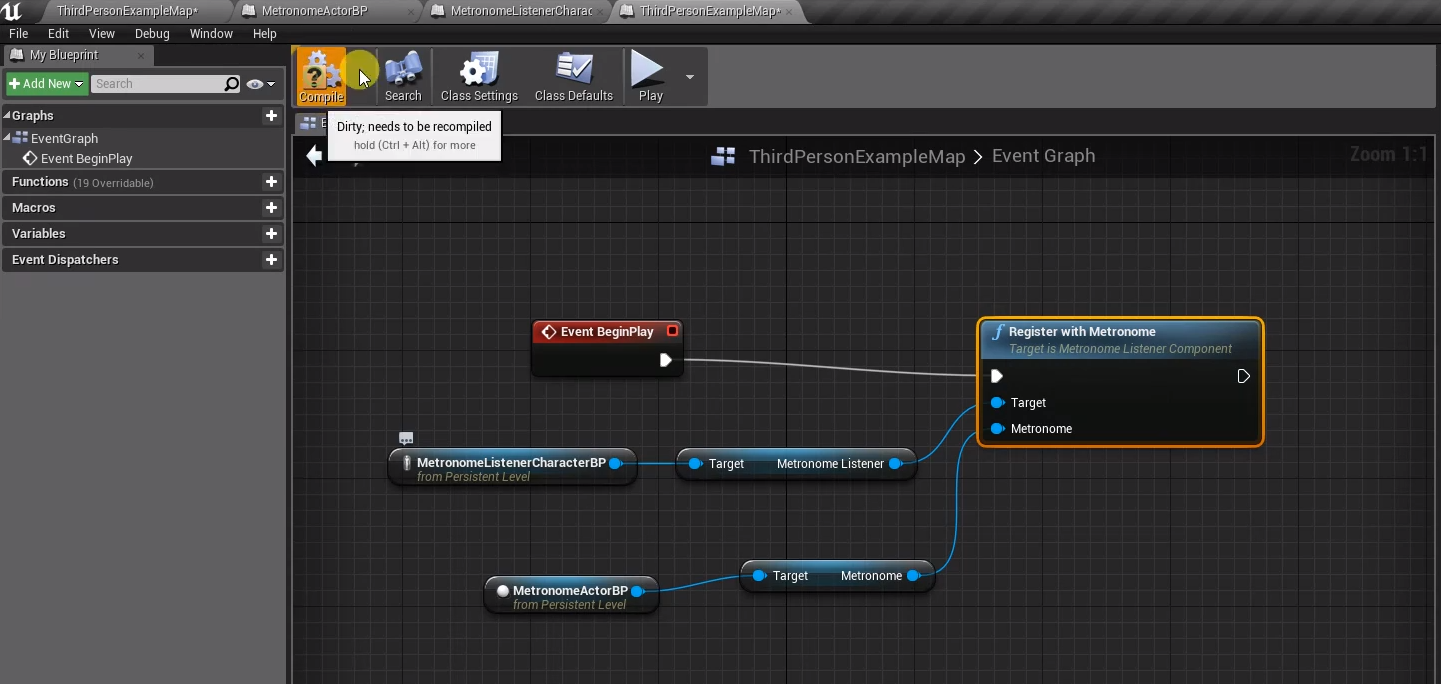 ThirdPersonExampleMap*
MetronomeActorBP
MetronomeListenerCharac
ThirdPersonExampleMap*
File Edit View Debug Window Help
My Blueprint
Add New
Search
Compile
Search
Class Settings
Class Defaults
Play
Dirty; needs to be recompiled
hold (Ctrl + Alt) for more
Graphs
EventGraph
Event BeginPlay
Functions (19 Overridable)
Macros
Variables
Event Dispatchers
ThirdPersonExampleMap > Event Graph
Zoom 1:1
Event BeginPlay
f Register with Metronome
Target is Metronome Listener Component
Target
Metronome
MetronomeListenerCharacterBP
from Persistent Level
Target Metronome Listener
MetronomeActorBP
from Persistent Level
Target Metronome